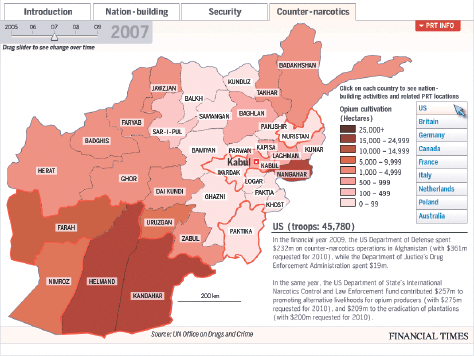 Introduction
Nation-building
Security
Counter-narcotics
2005 06 07 08 09
2007
PRT INFO
Drag slider to see change over time
BADAKHSHAN
KUNDUZ
JAWZJAN
BALKH
TAKHAR
Click on each country to see nation-
building activities and related PRT locations
FARYAB
SAMANGAN
BAGHLAN
Opium cultivation
(Hectares)
US
SAR-I-PUL
PANJSHIR
NURISTAN
25,000+
Britain
BADGHIS
15,000 – 24,999
Germany
BAMIYAN
PARWAN
KAPISA
KUNAR
10,000 – 14,999
Canada
Kabul
LAGHMAN
5,000 – 9,999
France
HERAT
GHOR
WARDAK
KABUL
NANGAHAR
1,000 – 4,999
Italy
LOGAR
500 – 999
Netherlands
DAI KUNDI
GHAZNI
PAKTIA
100 – 499
Poland
KHOST
0 – 99
Australia
FARAH
URUZGAN
ZABUL
PAKTIKA
US (troops: 45,780)
In the financial year 2009, the US Department of Defense spent
$232m on counter-narcotics operations in Afghanistan (with $361m
requested for 2010), while the Department of Justice's Drug
Enforcement Administration spent $19m.
NIMROZ
HELMAND
KANDAHAR
In the same year, the US Department of State's International
Narcotics Control and Law Enforcement Fund contributed $257m to
promoting alternative livelihoods for opium producers (with $275m
requested for 2010), and $209m to the eradication of plantations
(with $200m requested for 2010).
200 km
Source: UN Office on Drugs and Crime
FINANCIAL TIMES